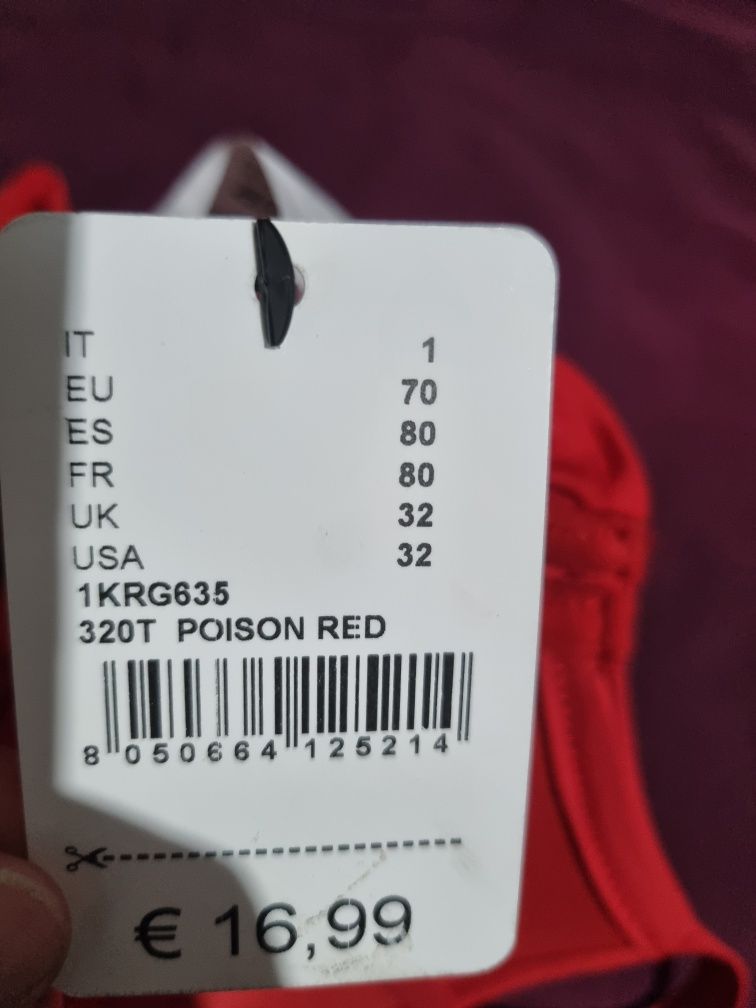 IT 1
EU 70
ES 80
FR 80
UK 32
USA 32
1KRG635
320T POISON RED
8 050664 125214
€ 16,99